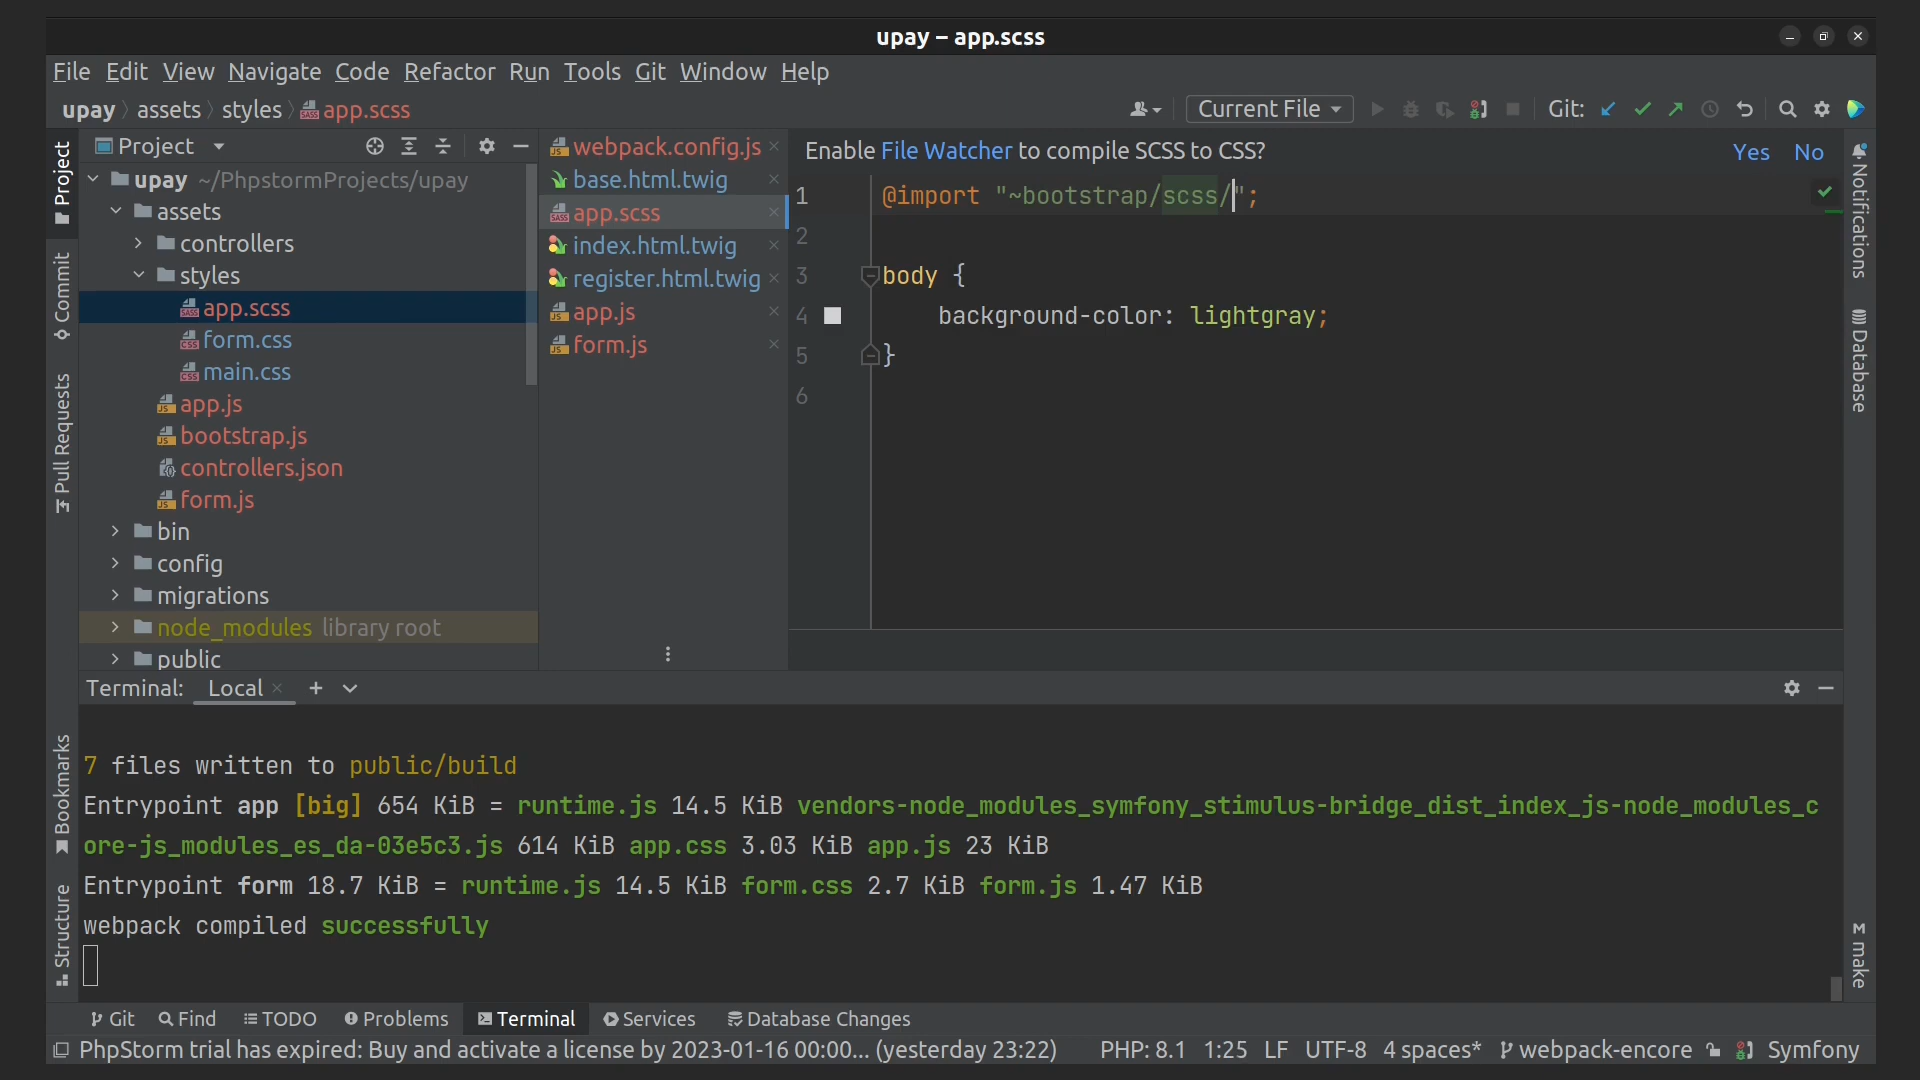 upay – app.scss
File Edit View Navigate Code Refactor Run Tools Git Window Help
upay assets styles app.scss
Current File Git:
Project
Project
Commit
Pull Requests
Bookmarks
Structure
upay ~/PhpstormProjects/upay
assets
controllers
styles
app.scss
form.css
main.css
app.js
bootstrap.js
controllers.json
form.js
bin
config
migrations
node_modules library root
public
webpack.config.js
base.html.twig
app.scss
index.html.twig
register.html.twig
app.js
form.js
Enable File Watcher to compile SCSS to CSS? Yes No
1 @import "~bootstrap/scss/";
2
3 body {
4 background-color: lightgray;
5 }
6
Notifications
Database
make
Terminal: Local
7 files written to public/build
Entrypoint app [big] 654 KiB = runtime.js 14.5 KiB vendors-node_modules_symfony_stimulus-bridge_dist_index_js-node_modules_c
ore-js_modules_es_da-03e5c3.js 614 KiB app.css 3.03 KiB app.js 23 KiB
Entrypoint form 18.7 KiB = runtime.js 14.5 KiB form.css 2.7 KiB form.js 1.47 KiB
webpack compiled successfully
Git Find TODO Problems Terminal Services Database Changes
PhpStorm trial has expired: Buy and activate a license by 2023-01-16 00:00... (yesterday 23:22) PHP: 8.1 1:25 LF UTF-8 4 spaces* webpack-encore Symfony